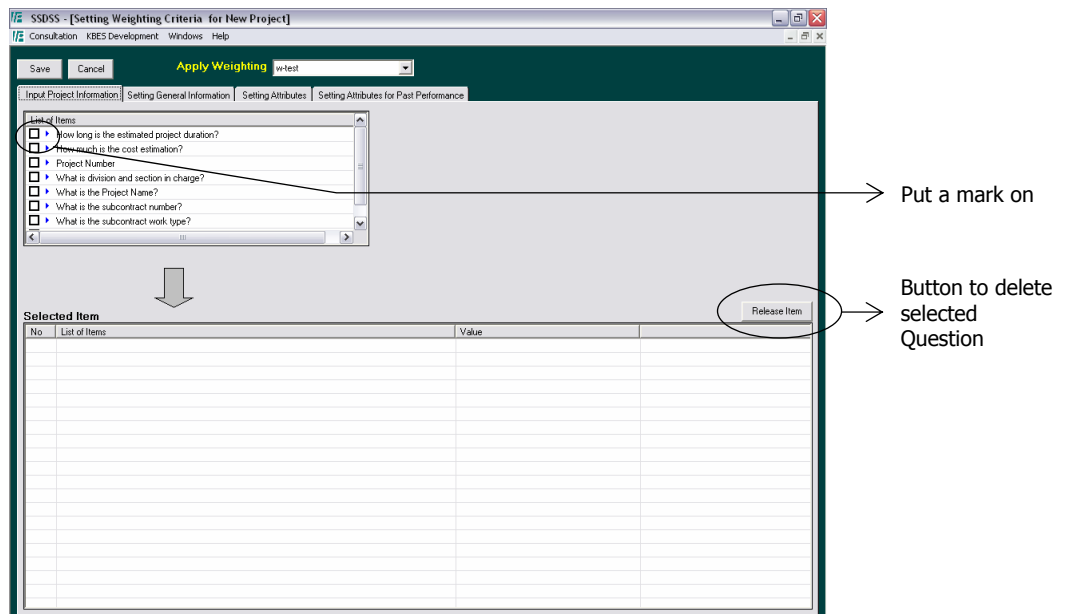 SSDSS - [Setting Weighting Criteria for New Project]
Consultation KBES Development Windows Help
Save Cancel Apply Weighting w-test
Input Project Information Setting General Information Setting Attributes Setting Attributes for Past Performance
List of Items
How long is the estimated project duration?
How much is the cost estimation?
Project Number
What is division and section in charge?
What is the Project Name?
What is the subcontract number?
What is the subcontract work type?
Put a mark on
Button to delete
selected
Question
Selected Item Release Item
No List of Items Value